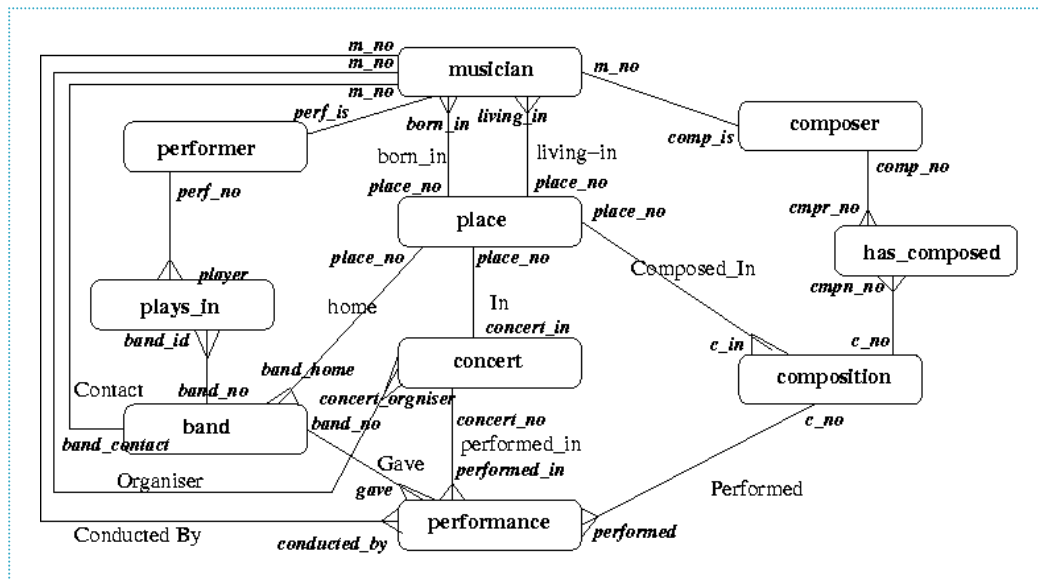 m_no
m_no
musician
m_no
m_no
perf_is
born_in
living_in
composer
performer
comp_is
born_in
living-in
comp_no
perf_no
place_no
place_no
place
place_no
cmpr_no
has_composed
place_no
place_no
player
Composed_In
cmpn_no
plays_in
home
In
band_id
concert_in
c_in
c_no
concert
band_home
composition
Contact
band_no
concert_orgniser
band_no
concert_no
c_no
band
band_contact
performed_in
Gave
performed_in
Organiser
gave
Performed
performance
performed
Conducted By
conducted_by